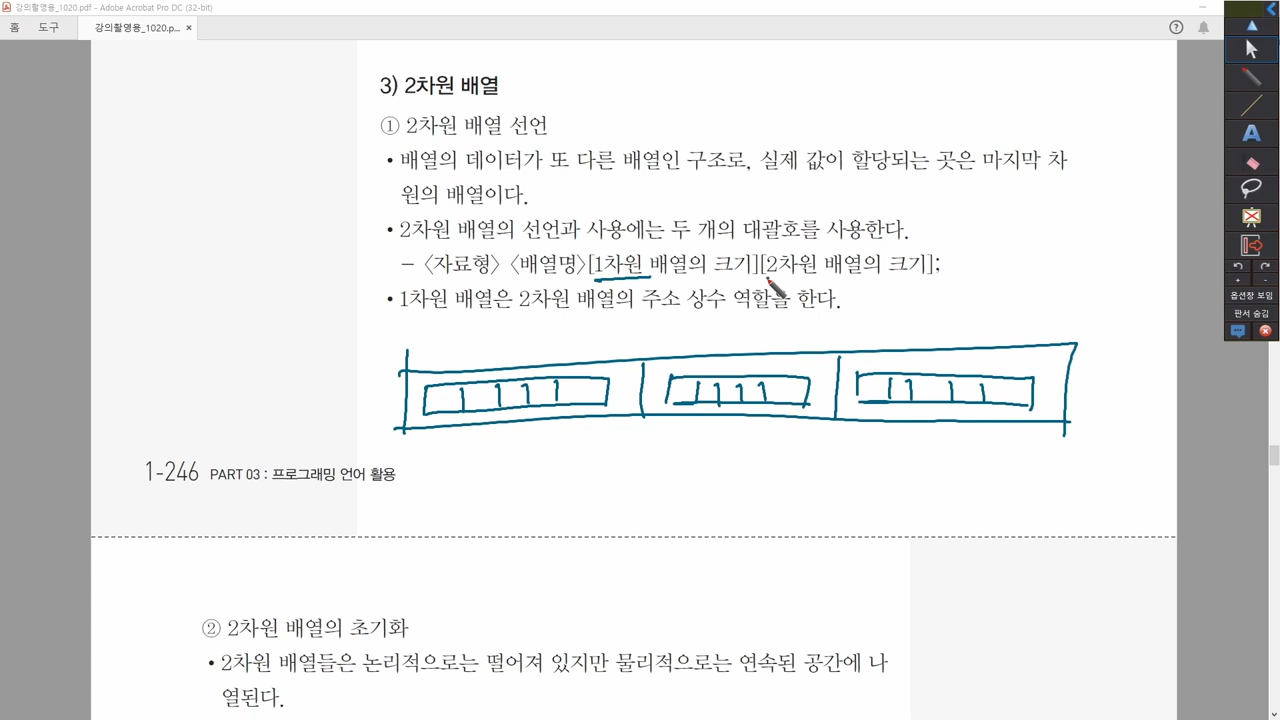 강의촬영용_1020.pdf - Adobe Acrobat Pro DC (32-bit)
홈 도구 강의촬영용_1020.p... ×
3) 2차원 배열
① 2차원 배열 선언
• 배열의 데이터가 또 다른 배열인 구조로, 실제 값이 할당되는 곳은 마지막 차
원의 배열이다.
• 2차원 배열의 선언과 사용에는 두 개의 대괄호를 사용한다.
- 〈자료형〉 〈배열명〉[1차원 배열의 크기][2차원 배열의 크기];
• 1차원 배열은 2차원 배열의 주소 상수 역할을 한다.
1-246 PART 03 : 프로그래밍 언어 활용
② 2차원 배열의 초기화
• 2차원 배열들은 논리적으로는 떨어져 있지만 물리적으로는 연속된 공간에 나
열된다.
A
- +
옵션창 보임
판서 숨김